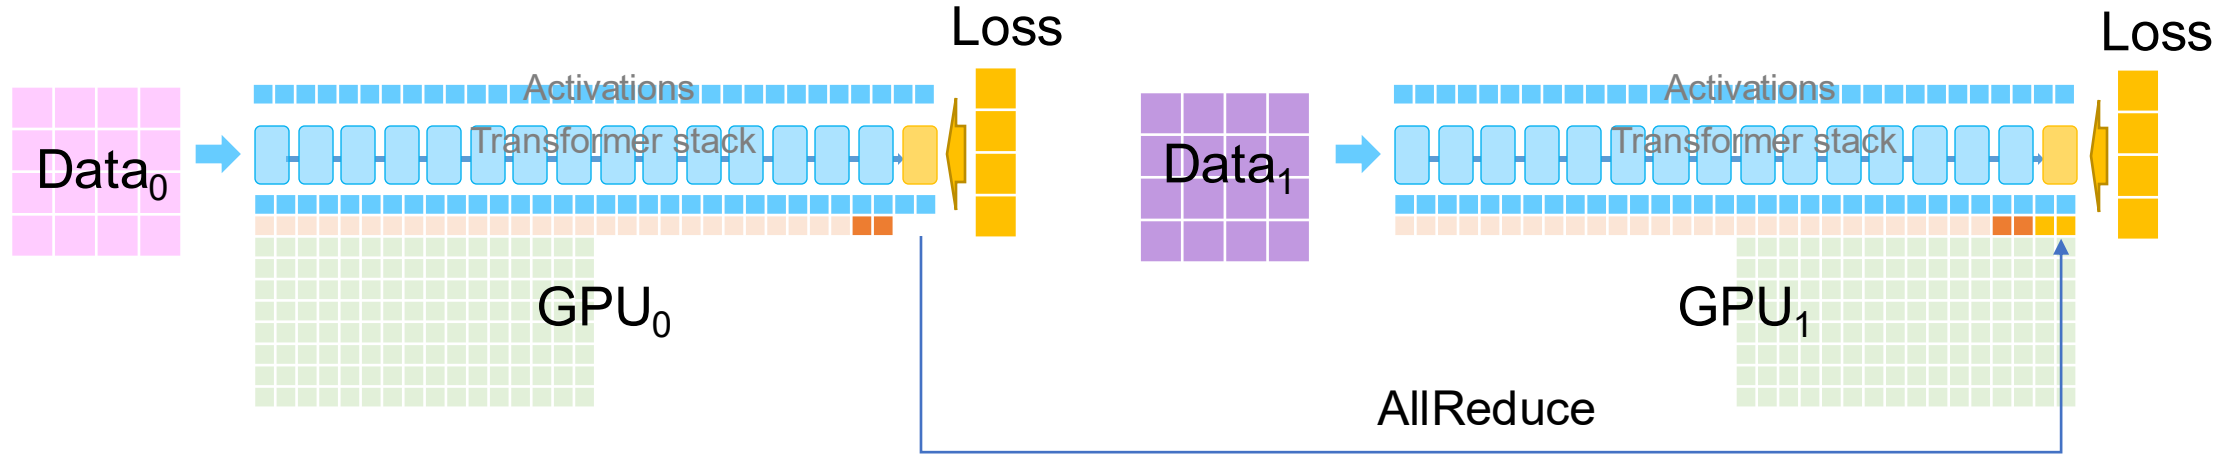 Loss
Activations
Transformer stack
Data0
GPU0
Loss
Activations
Transformer stack
Data1
GPU1
AllReduce